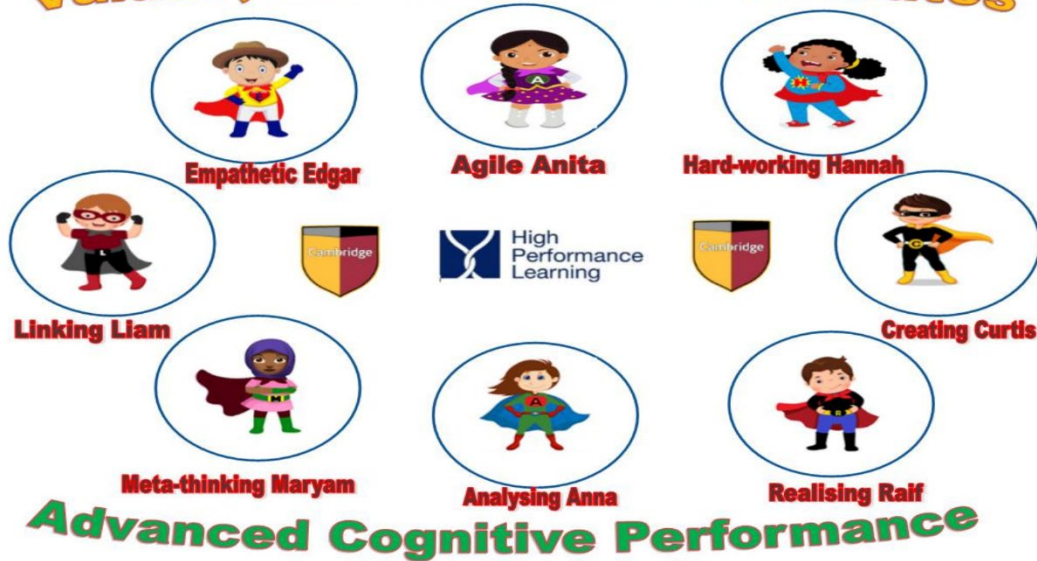 Empathetic Edgar
Agile Anita
Hard-working Hannah
Cambridge
High
Performance
Learning
Cambridge
Linking Liam
Creating Curtis
Meta-thinking Maryam
Analysing Anna
Realising Raif
Advanced Cognitive Performance